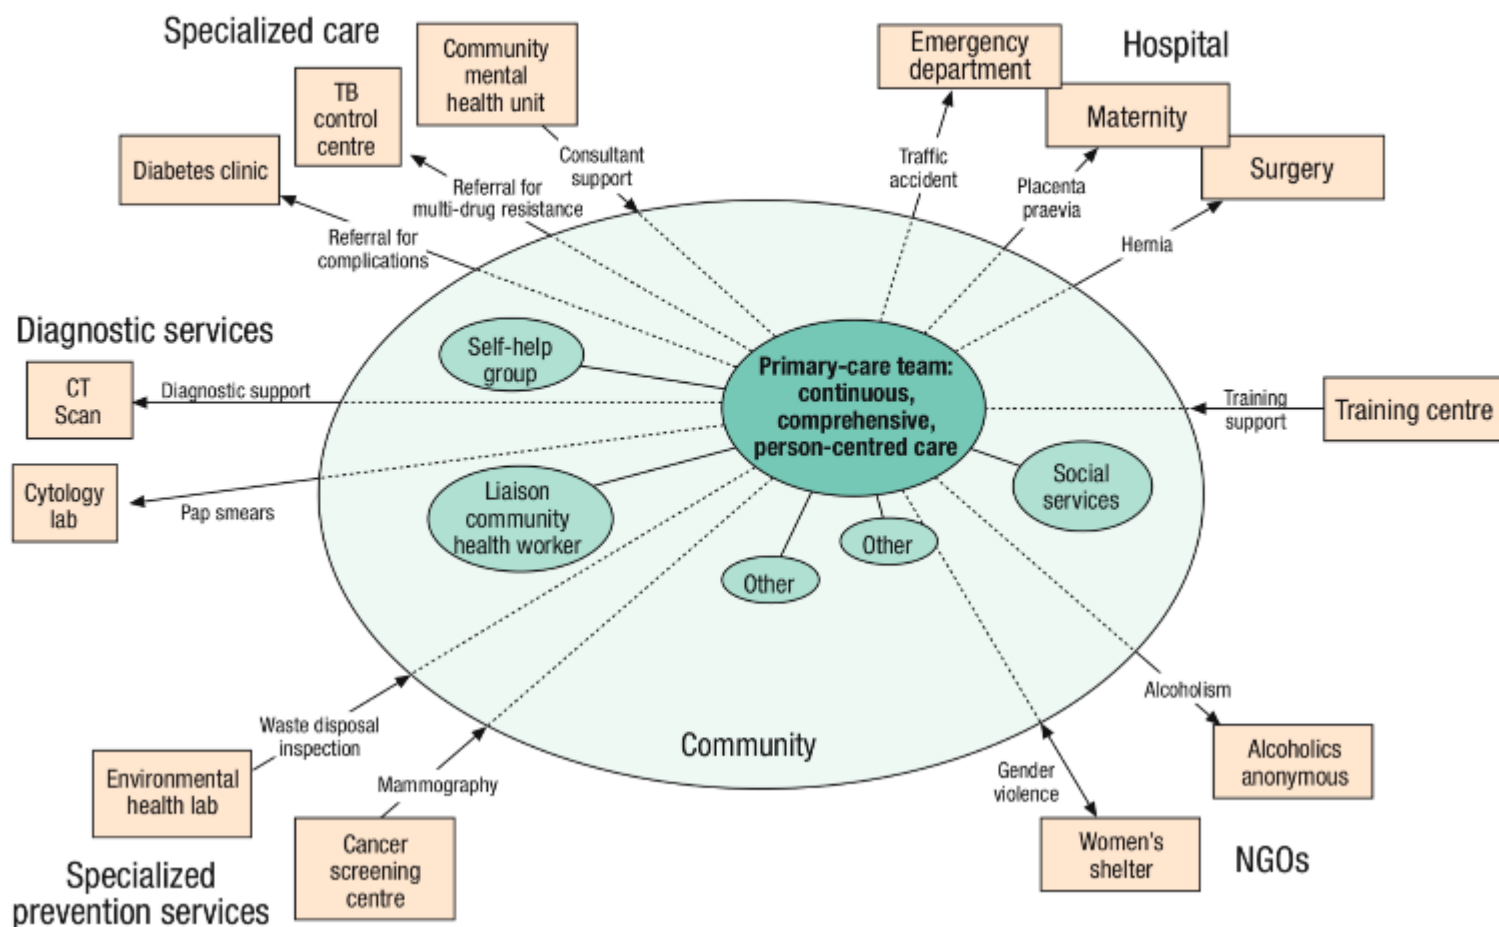 Specialized care
Community
mental
health unit
TB
control
centre
Diabetes clinic
Consultant
support
Referral for
multi-drug resistance
Referral for
complications
Hospital
Emergency
department
Maternity
Surgery
Traffic
accident
Placenta
praevia
Hernia
Diagnostic services
CT
Scan
Diagnostic support
Cytology
lab
Pap smears
Self-help
group
Primary-care team:
continuous,
comprehensive,
person-centred care
Liaison
community
health worker
Other
Other
Social
services
Training
support
Training centre
Community
Waste disposal
inspection
Environmental
health lab
Mammography
Cancer
screening
centre
Specialized
prevention services
Alcoholism
Alcoholics
anonymous
Gender
violence
Women's
shelter
NGOs